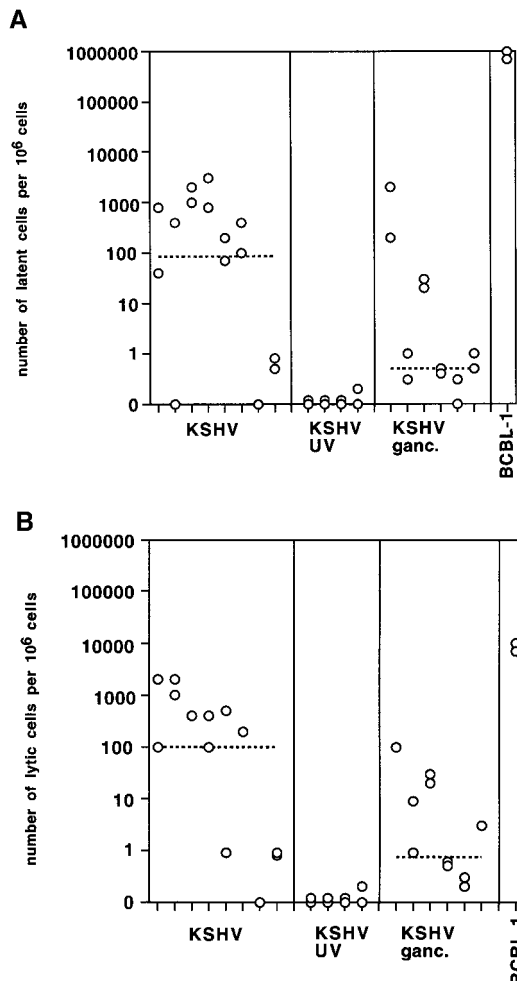 A
number of latent cells per 10⁶ cells
1000000
100000
10000
1000
100
10
1
0
KSHV
KSHV
UV
KSHV
ganc.
BCBL-1
B
number of lytic cells per 10⁶ cells
1000000
100000
10000
1000
100
10
1
0
KSHV
KSHV
UV
KSHV
ganc.
BCBL-1